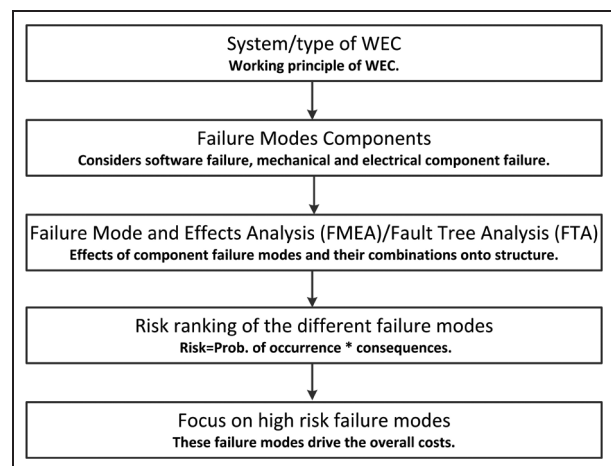 System/type of WEC
Working principle of WEC.
Failure Modes Components
Considers software failure, mechanical and electrical component failure.
Failure Mode and Effects Analysis (FMEA)/Fault Tree Analysis (FTA)
Effects of component failure modes and their combinations onto structure.
Risk ranking of the different failure modes
Risk=Prob. of occurrence * consequences.
Focus on high risk failure modes
These failure modes drive the overall costs.